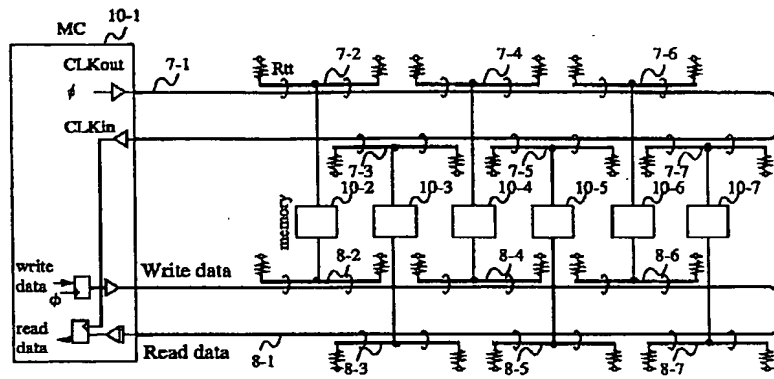 10-1
MC
CLKout
ϕ
7-1
Rtt
7-2
7-4
7-6
CLKin
7-3
7-5
7-7
memory
10-2
10-3
10-4
10-5
10-6
10-7
write data
ϕ
Write data
8-2
8-4
8-6
read data
Read data
8-1
8-3
8-5
8-7